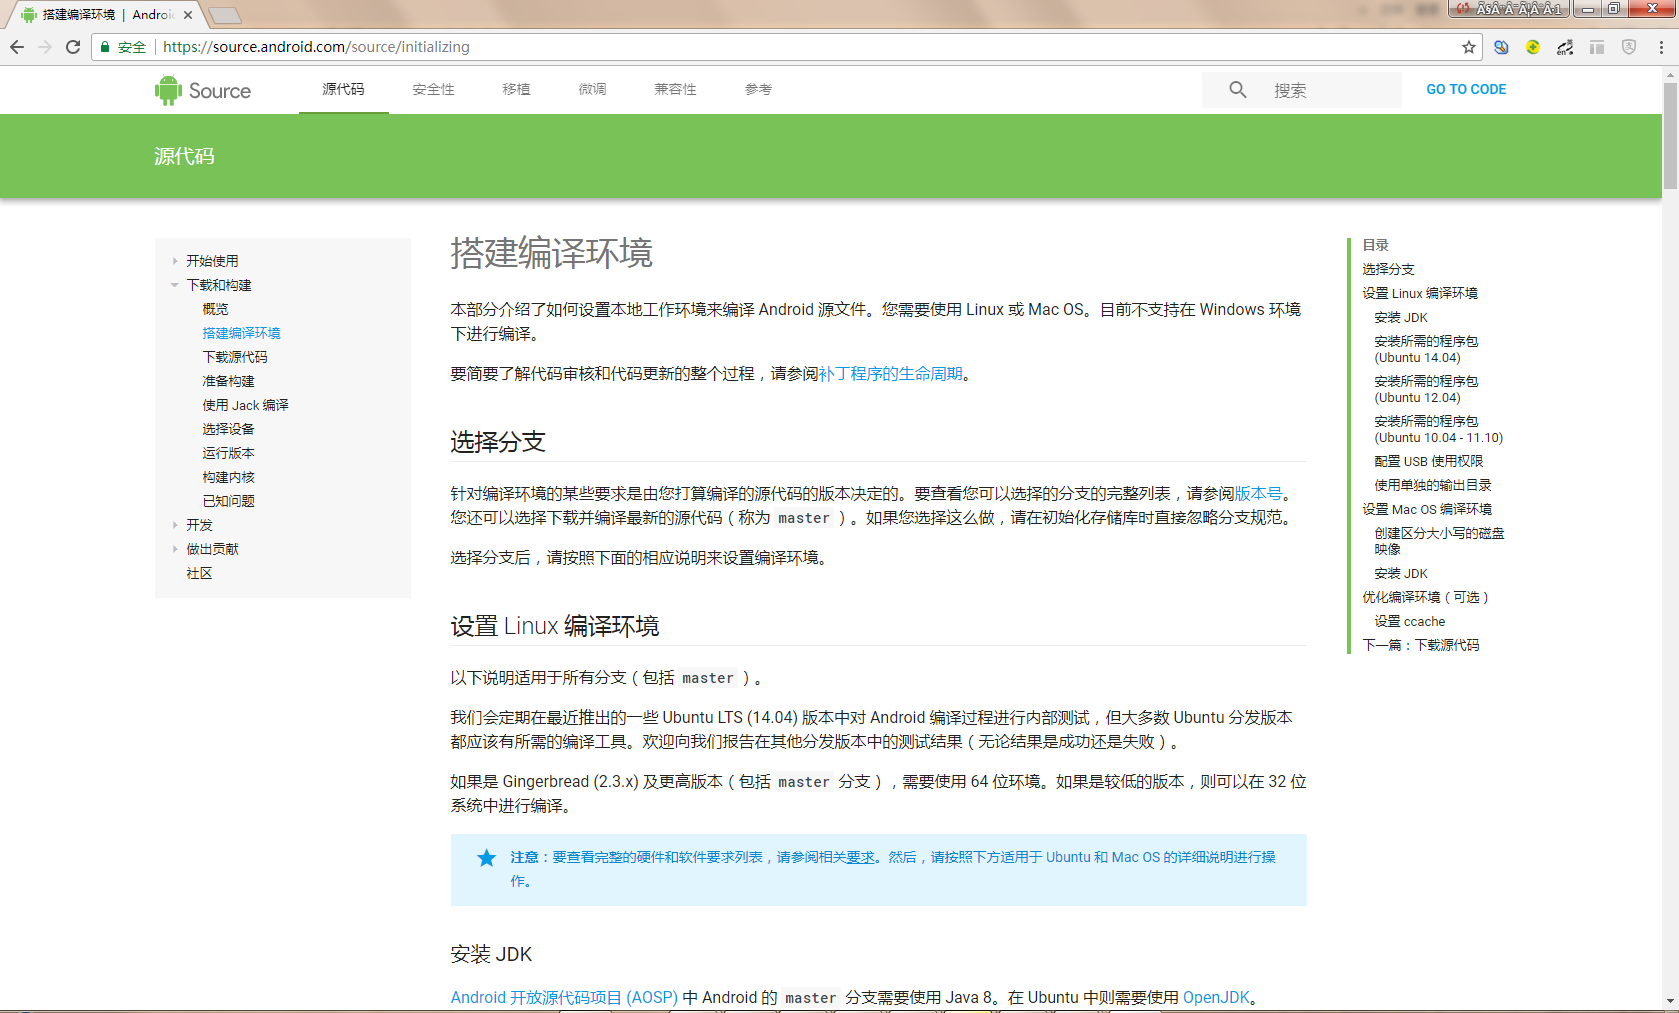 搭建编译环境 | Androi
安全 https://source.android.com/source/initializing
Source
源代码 安全性 移植 微调 兼容性 参考
搜索
GO TO CODE
源代码
开始使用
下载和构建
概览
搭建编译环境
下载源代码
准备构建
使用 Jack 编译
选择设备
运行版本
构建内核
已知问题
开发
做出贡献
社区
搭建编译环境
本部分介绍了如何设置本地工作环境来编译 Android 源文件。您需要使用 Linux 或 Mac OS。目前不支持在 Windows 环境
下进行编译。
要简要了解代码审核和代码更新的整个过程，请参阅补丁程序的生命周期。
选择分支
针对编译环境的某些要求是由您打算编译的源代码的版本决定的。要查看您可以选择的分支的完整列表，请参阅版本号。
您还可以选择下载并编译最新的源代码（称为 master ）。如果您选择这么做，请在初始化存储库时直接忽略分支规范。
选择分支后，请按照下面的相应说明来设置编译环境。
设置 Linux 编译环境
以下说明适用于所有分支（包括 master ）。
我们会定期在最近推出的一些 Ubuntu LTS (14.04) 版本中对 Android 编译过程进行内部测试，但大多数 Ubuntu 分发版本
都应该有所需的编译工具。欢迎向我们报告在其他分发版本中的测试结果（无论结果是成功还是失败）。
如果是 Gingerbread (2.3.x) 及更高版本（包括 master 分支），需要使用 64 位环境。如果是较低的版本，则可以在 32 位
系统中进行编译。
注意：要查看完整的硬件和软件要求列表，请参阅相关要求。然后，请按照下方适用于 Ubuntu 和 Mac OS 的详细说明进行操
作。
安装 JDK
Android 开放源代码项目 (AOSP) 中 Android 的 master 分支需要使用 Java 8。在 Ubuntu 中则需要使用 OpenJDK。
目录
选择分支
设置 Linux 编译环境
安装 JDK
安装所需的程序包
(Ubuntu 14.04)
安装所需的程序包
(Ubuntu 12.04)
安装所需的程序包
(Ubuntu 10.04 - 11.10)
配置 USB 使用权限
使用单独的输出目录
设置 Mac OS 编译环境
创建区分大小写的磁盘
映像
安装 JDK
优化编译环境（可选）
设置 ccache
下一篇：下载源代码